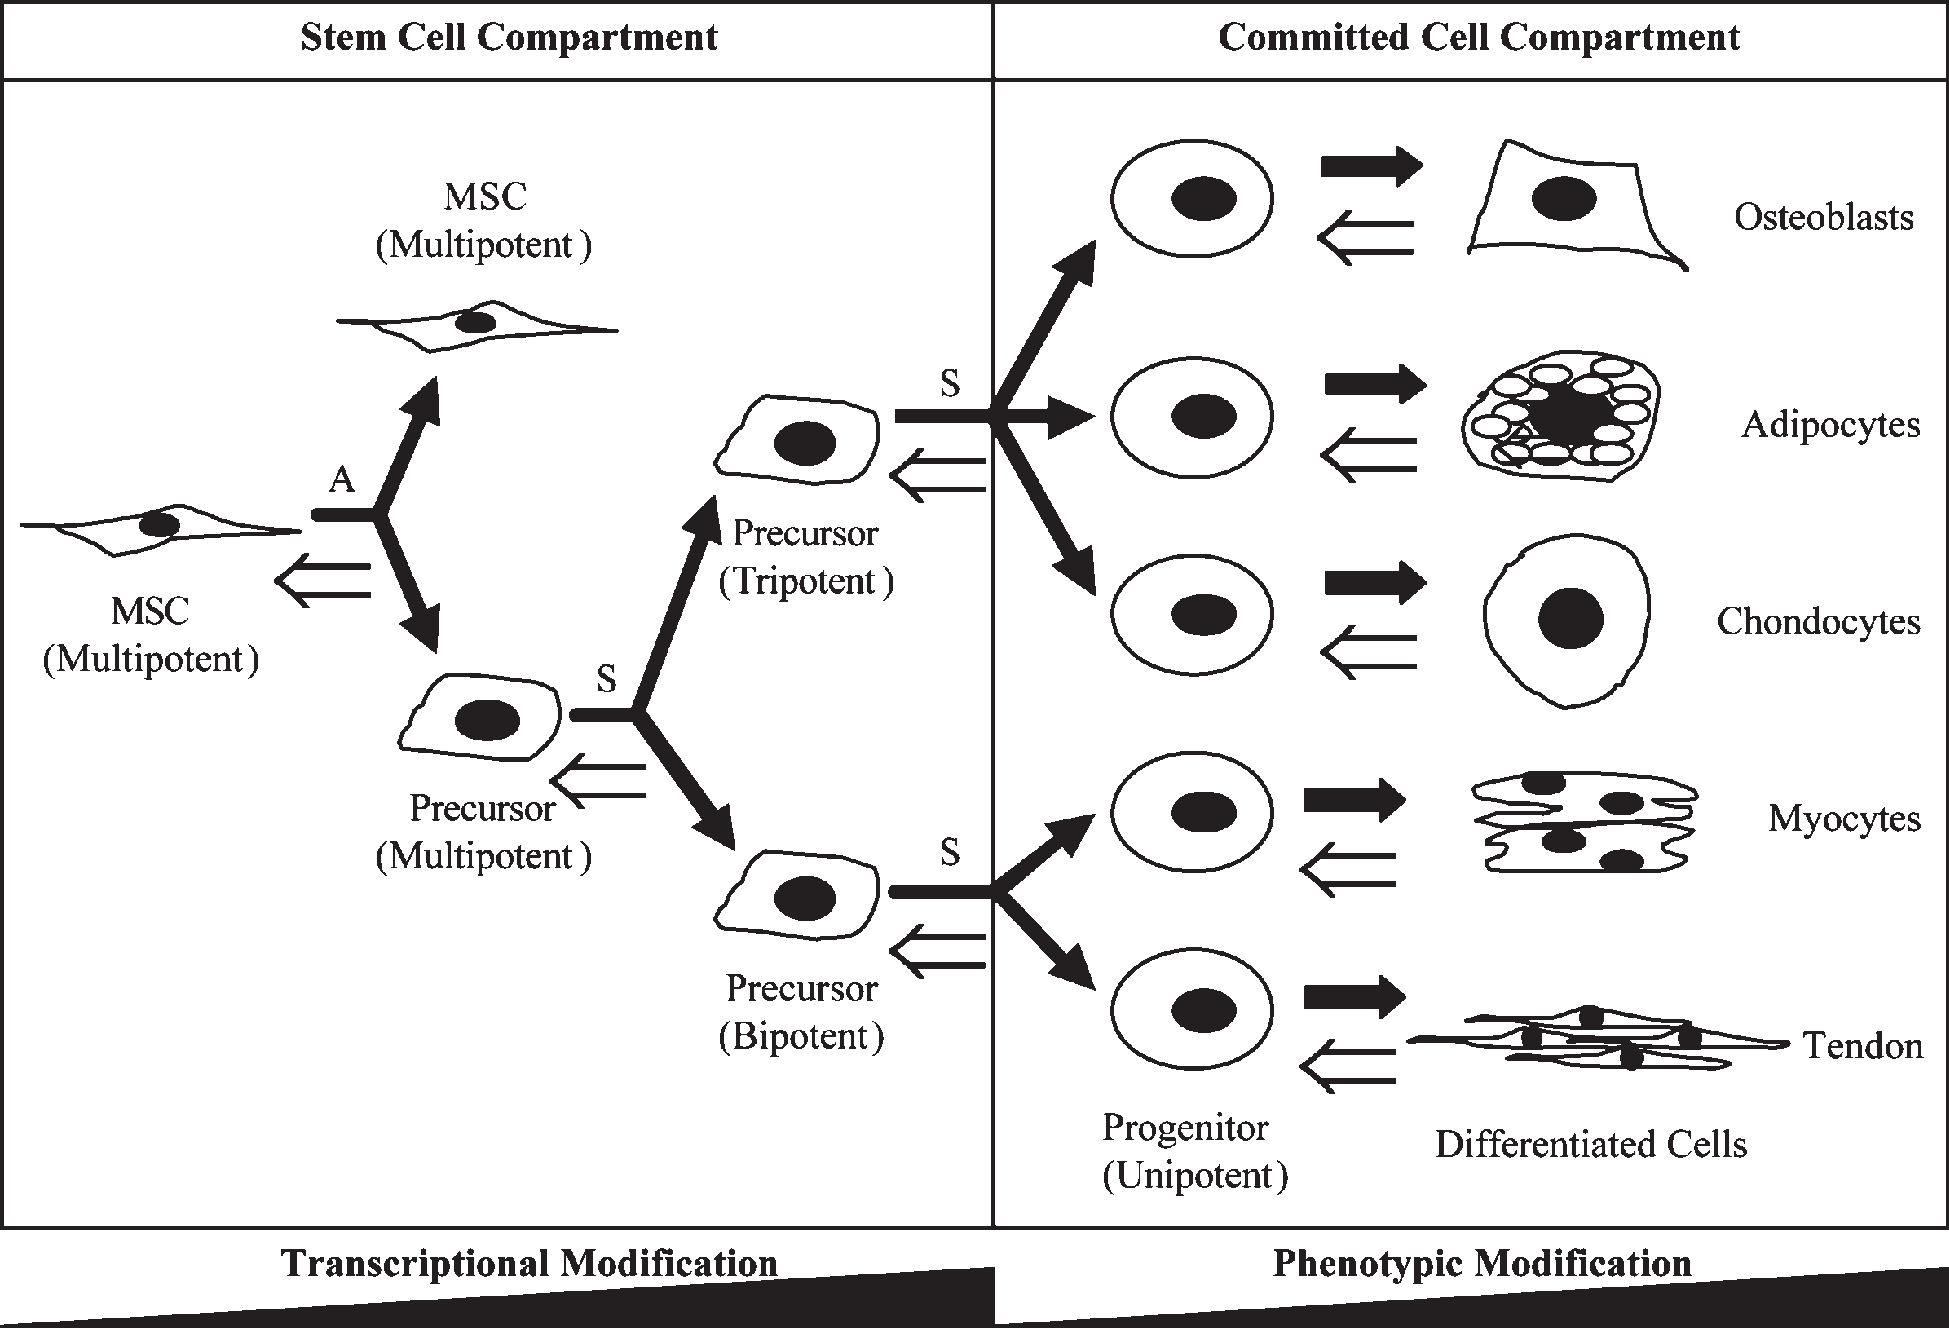 Stem Cell Compartment
Committed Cell Compartment
MSC
(Multipotent)
A
MSC
(Multipotent)
S
Precursor
(Multipotent)
S
Precursor
(Tripotent)
S
Precursor
(Bipotent)
Osteoblasts
Adipocytes
Chondocytes
Myocytes
Tendon
Progenitor
(Unipotent)
Differentiated Cells
Transcriptional Modification
Phenotypic Modification